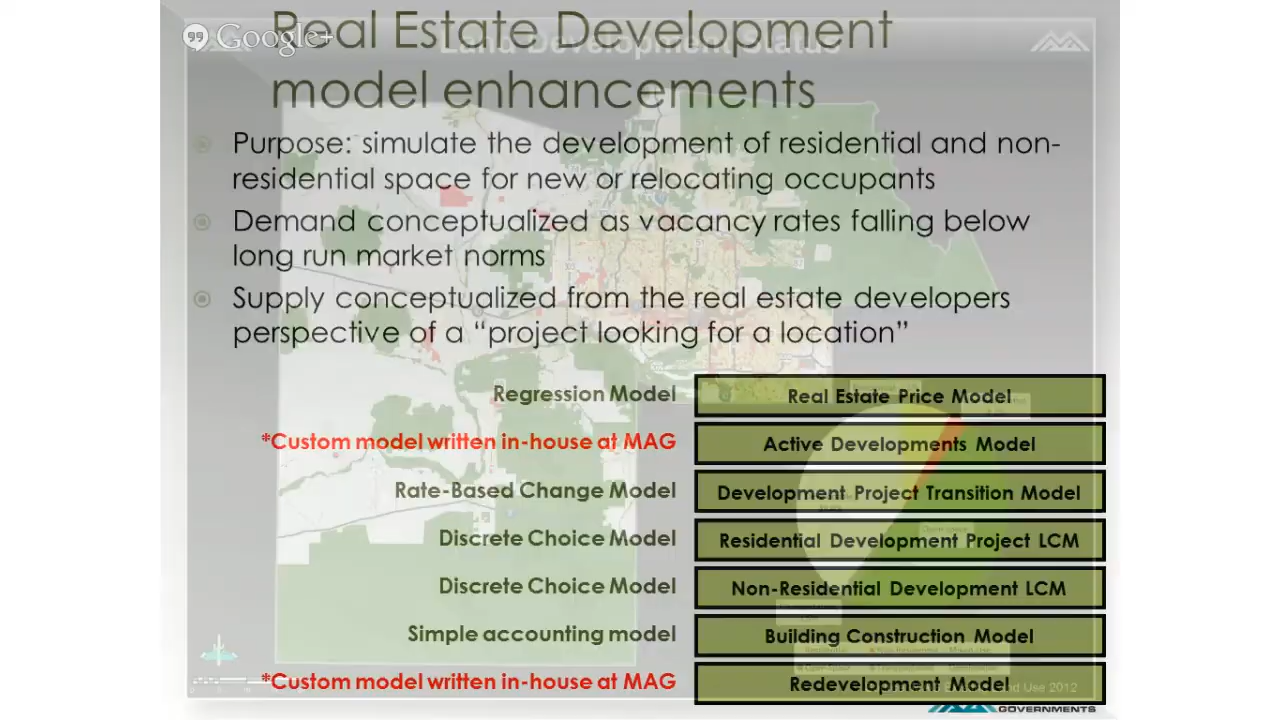 Google+
Real Estate Development
Land Development Status
model enhancements
Purpose: simulate the development of residential and non-
residential space for new or relocating occupants
Demand conceptualized as vacancy rates falling below
long run market norms
Supply conceptualized from the real estate developers
perspective of a “project looking for a location”
Regression Model Real Estate Price Model
*Custom model written in-house at MAG Active Developments Model
Rate-Based Change Model Development Project Transition Model
Discrete Choice Model Residential Development Project LCM
Discrete Choice Model Non-Residential Development LCM
Simple accounting model Building Construction Model
*Custom model written in-house at MAG Redevelopment Model
Use 2012
GOVERNMENTS